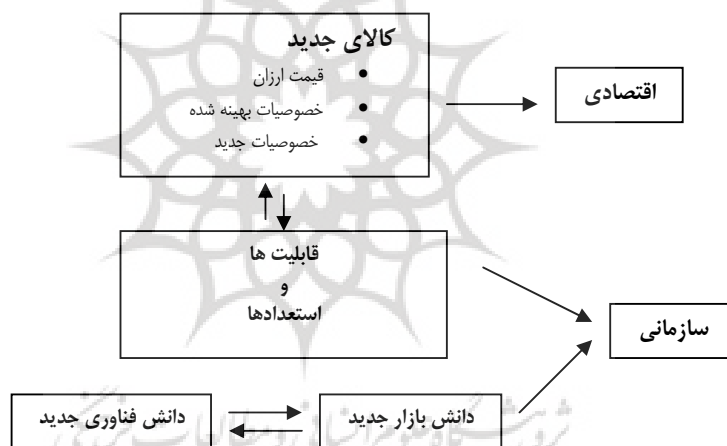 کالای جدید
قیمت ارزان
خصوصیات بهینه شده
خصوصیات جدید
اقتصادی
قابلیت ها
و
استعدادها
سازمانی
دانش بازار جدید
دانش فناوری جدید